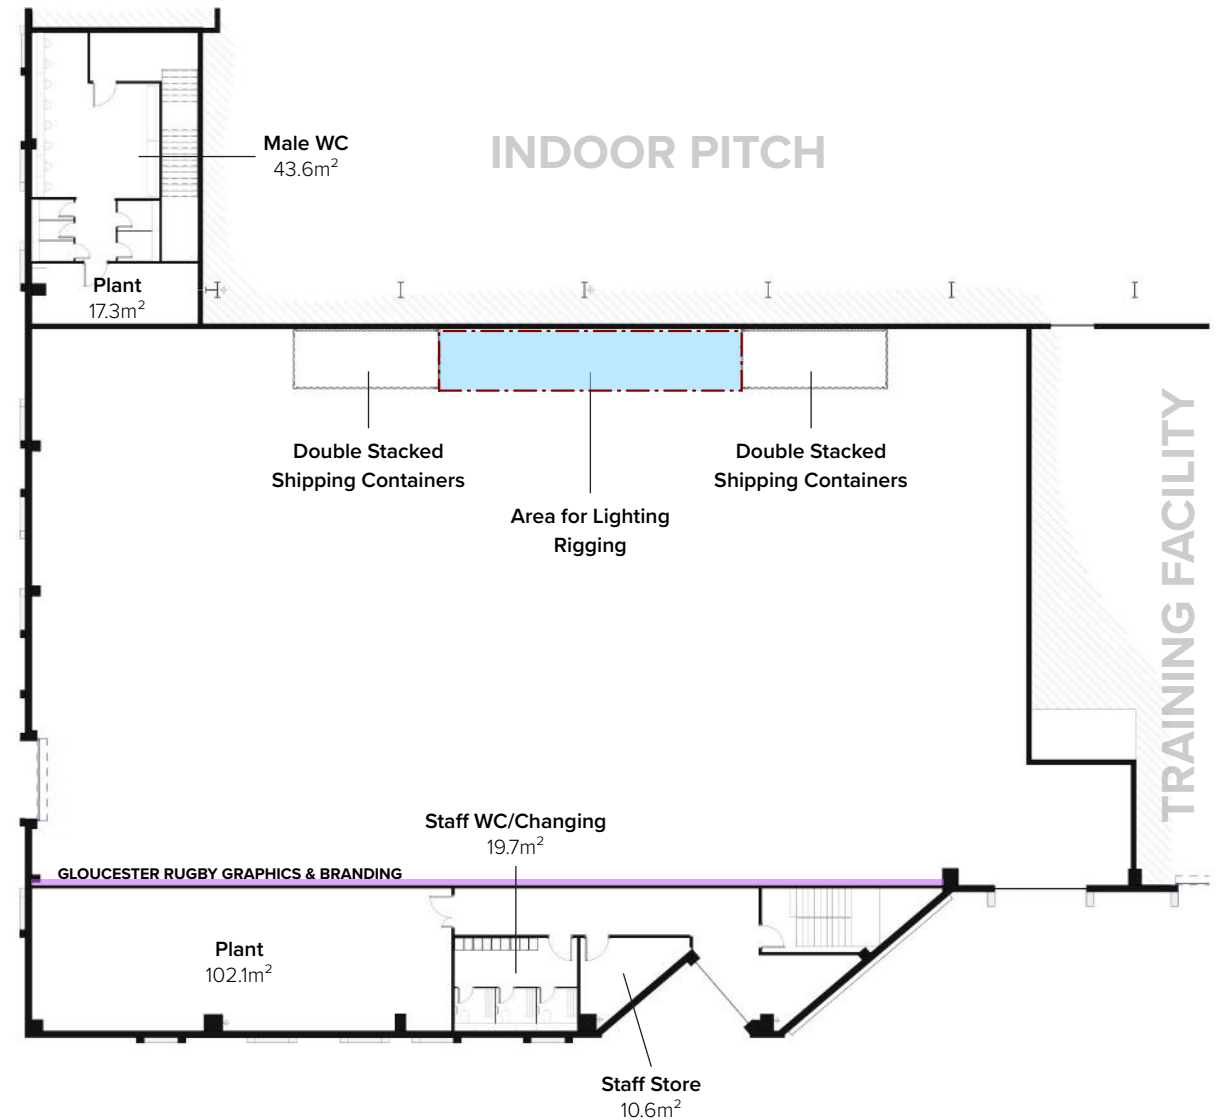 INDOOR PITCH
Male WC
43.6m²
Plant
17.3m²
Double Stacked
Shipping Containers
Double Stacked
Shipping Containers
Area for Lighting
Rigging
TRAINING FACILITY
Staff WC/Changing
19.7m²
GLOUCESTER RUGBY GRAPHICS & BRANDING
Plant
102.1m²
Staff Store
10.6m²